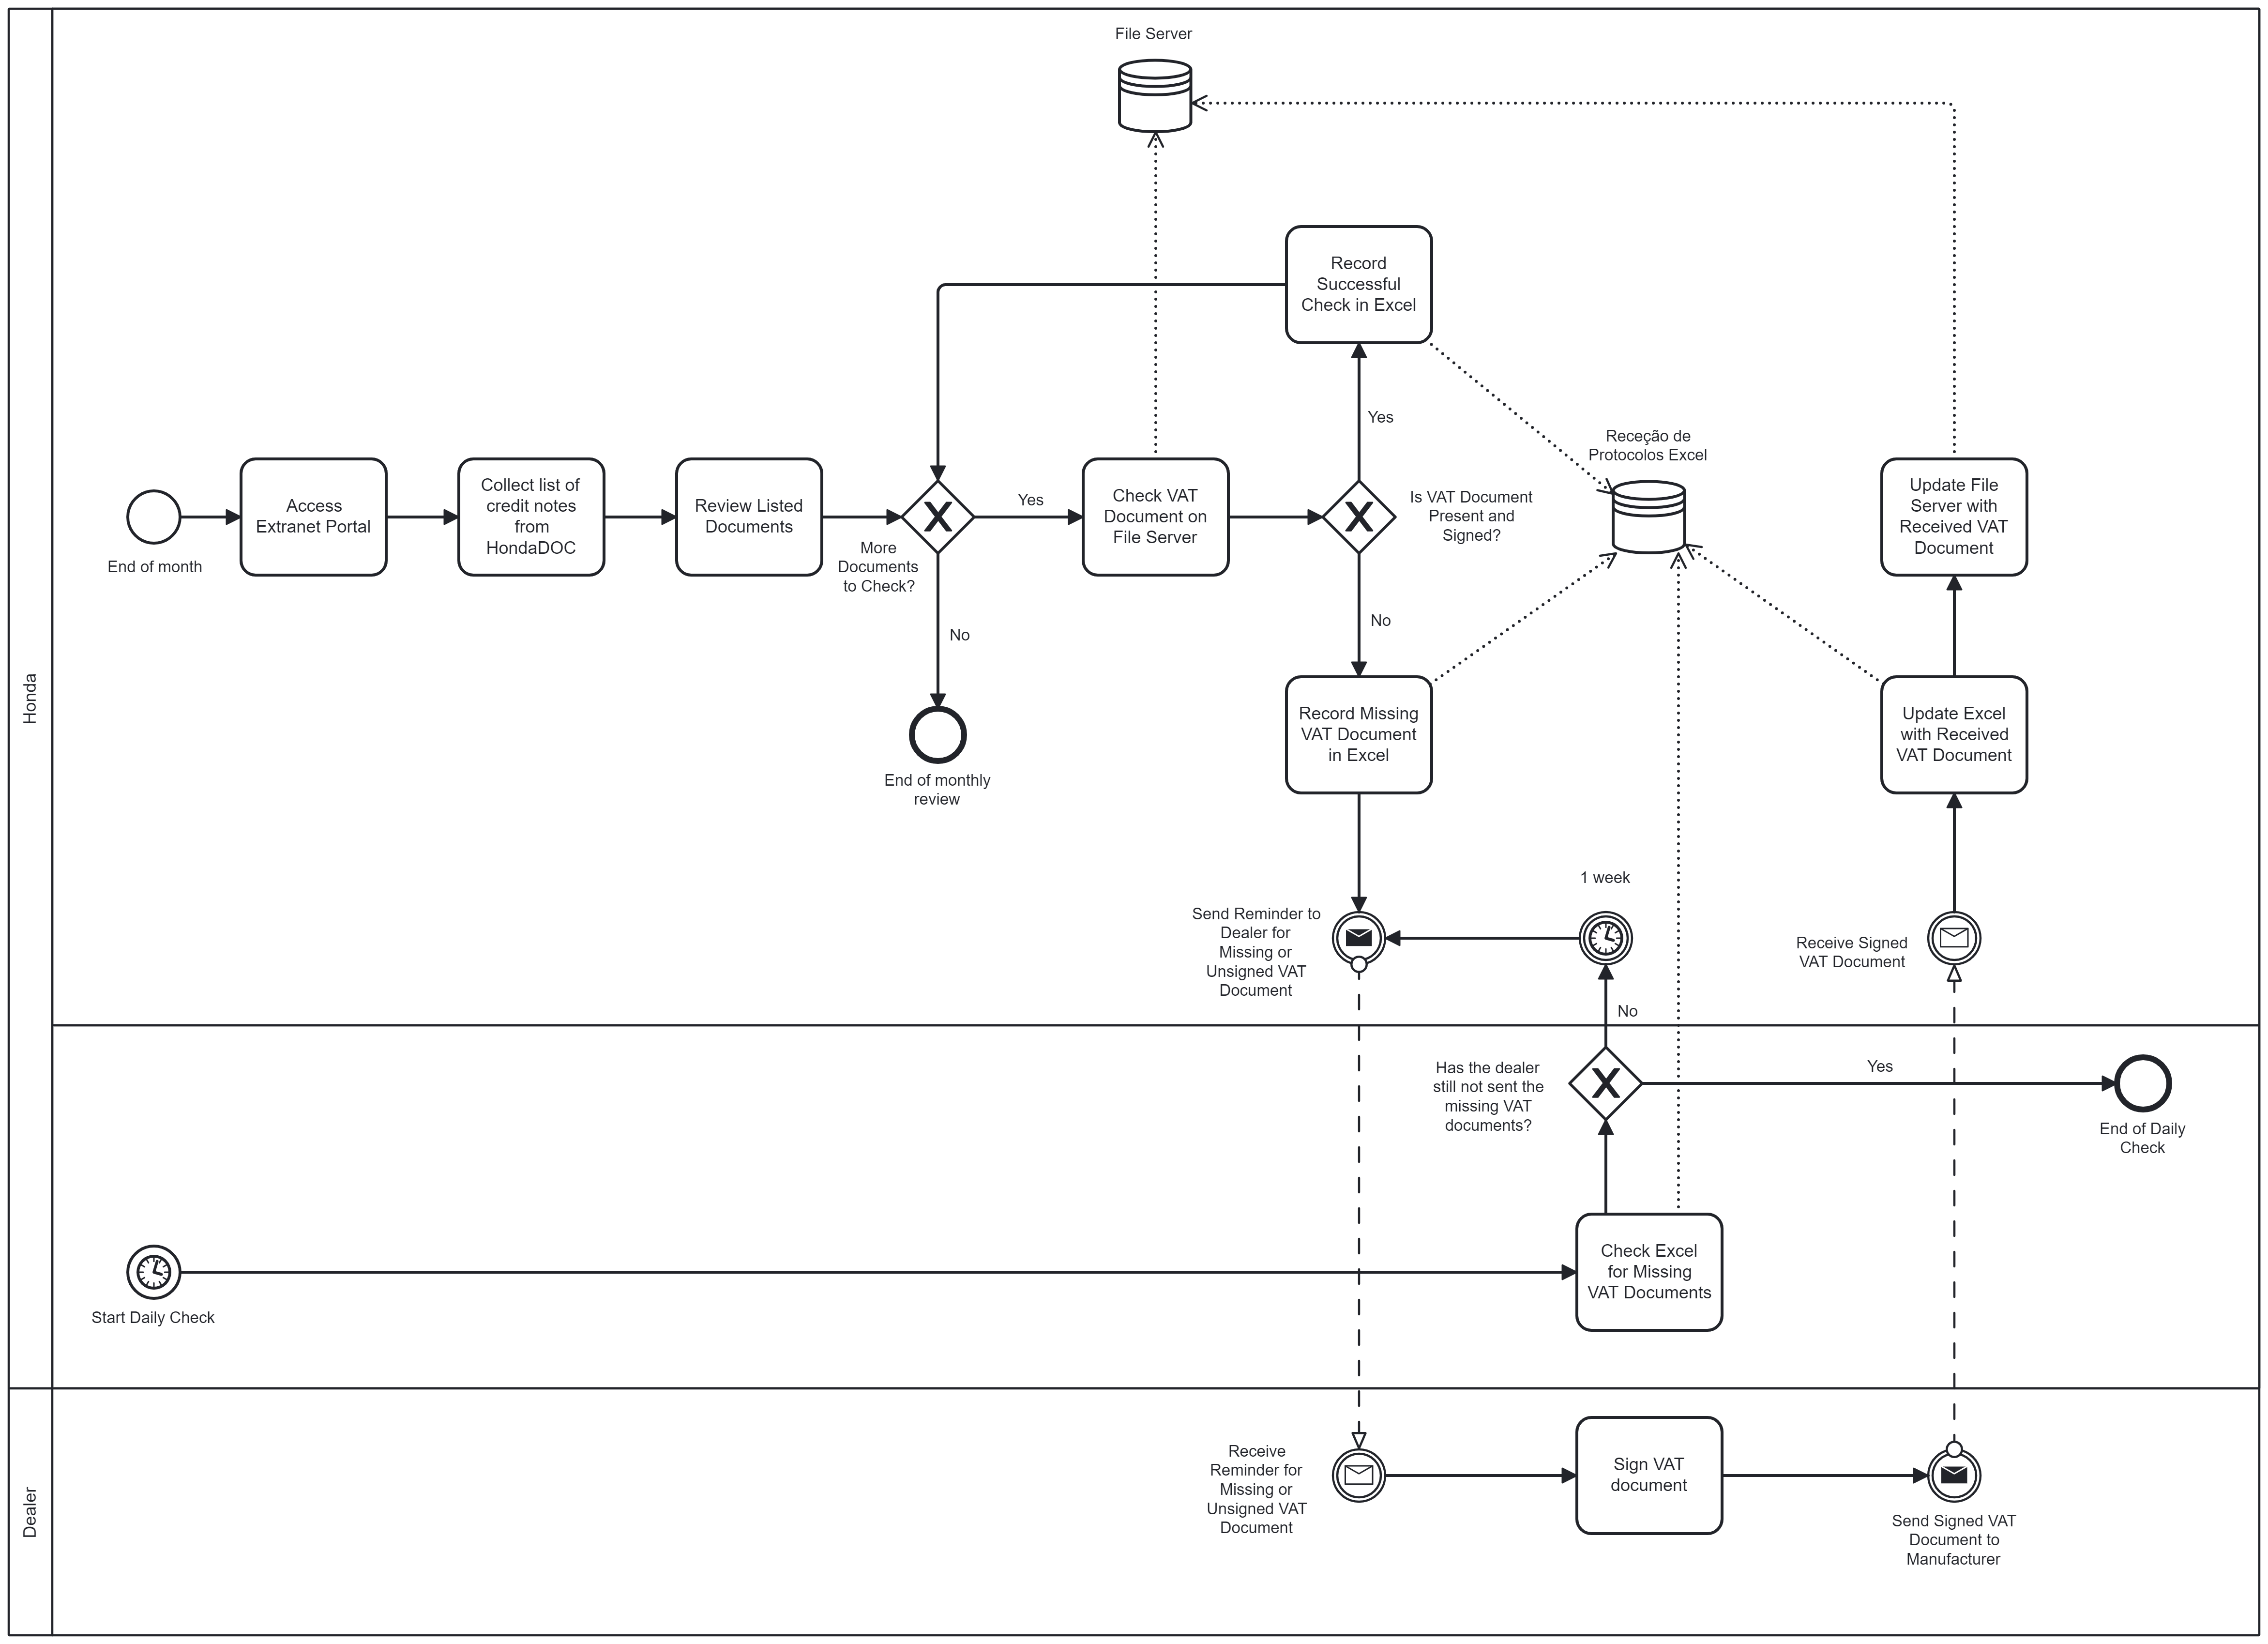 File Server
Record
Successful
Check in Excel
Yes
Receção de
Protocolos Excel
End of month
Access
Extranet Portal
Collect list of
credit notes
from
HondaDOC
Review Listed
Documents
More
Documents
to Check?
Yes
Check VAT
Document on
File Server
Is VAT Document
Present and
Signed?
Update File
Server with
Received VAT
Document
No
No
End of monthly
review
Record Missing
VAT Document
in Excel
Update Excel
with Received
VAT Document
Honda
1 week
Send Reminder to
Dealer for
Missing or
Unsigned VAT
Document
Receive Signed
VAT Document
No
Has the dealer
still not sent the
missing VAT
documents?
Yes
End of Daily
Check
Start Daily Check
Check Excel
for Missing
VAT Documents
Dealer
Receive
Reminder for
Missing or
Unsigned VAT
Document
Sign VAT
document
Send Signed VAT
Document to
Manufacturer